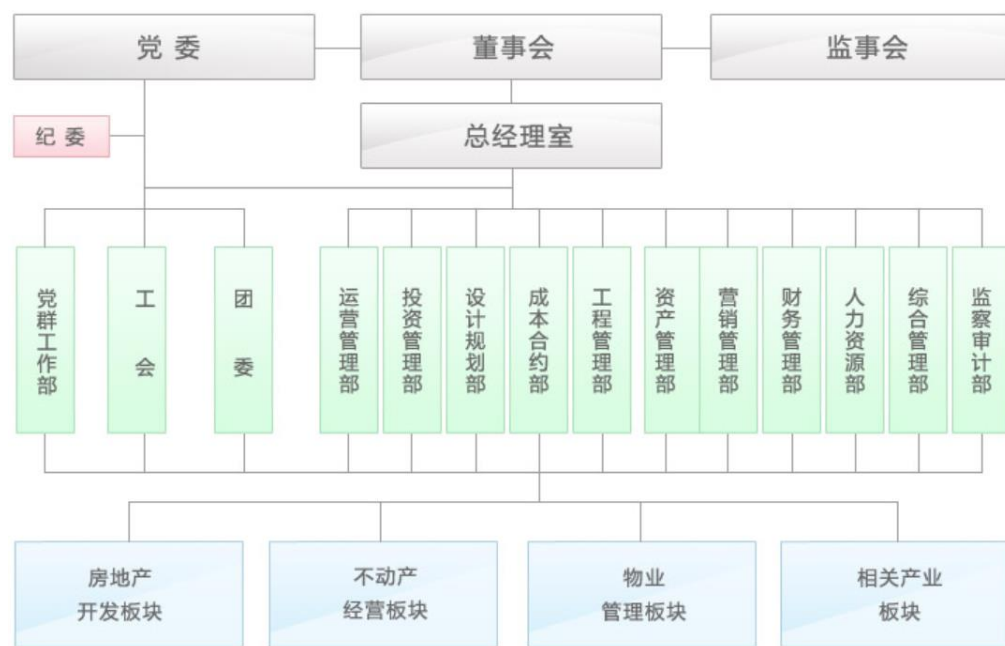 党 委
董事会
监事会
纪 委
总经理室
党群工作部
工会
团委
运营管理部
投资管理部
设计规划部
成本合约部
工程管理部
资产管理部
营销管理部
财务管理部
人力资源部
综合管理部
监察审计部
房地产
开发板块
不动产
经营板块
物业
管理板块
相关产业
板块